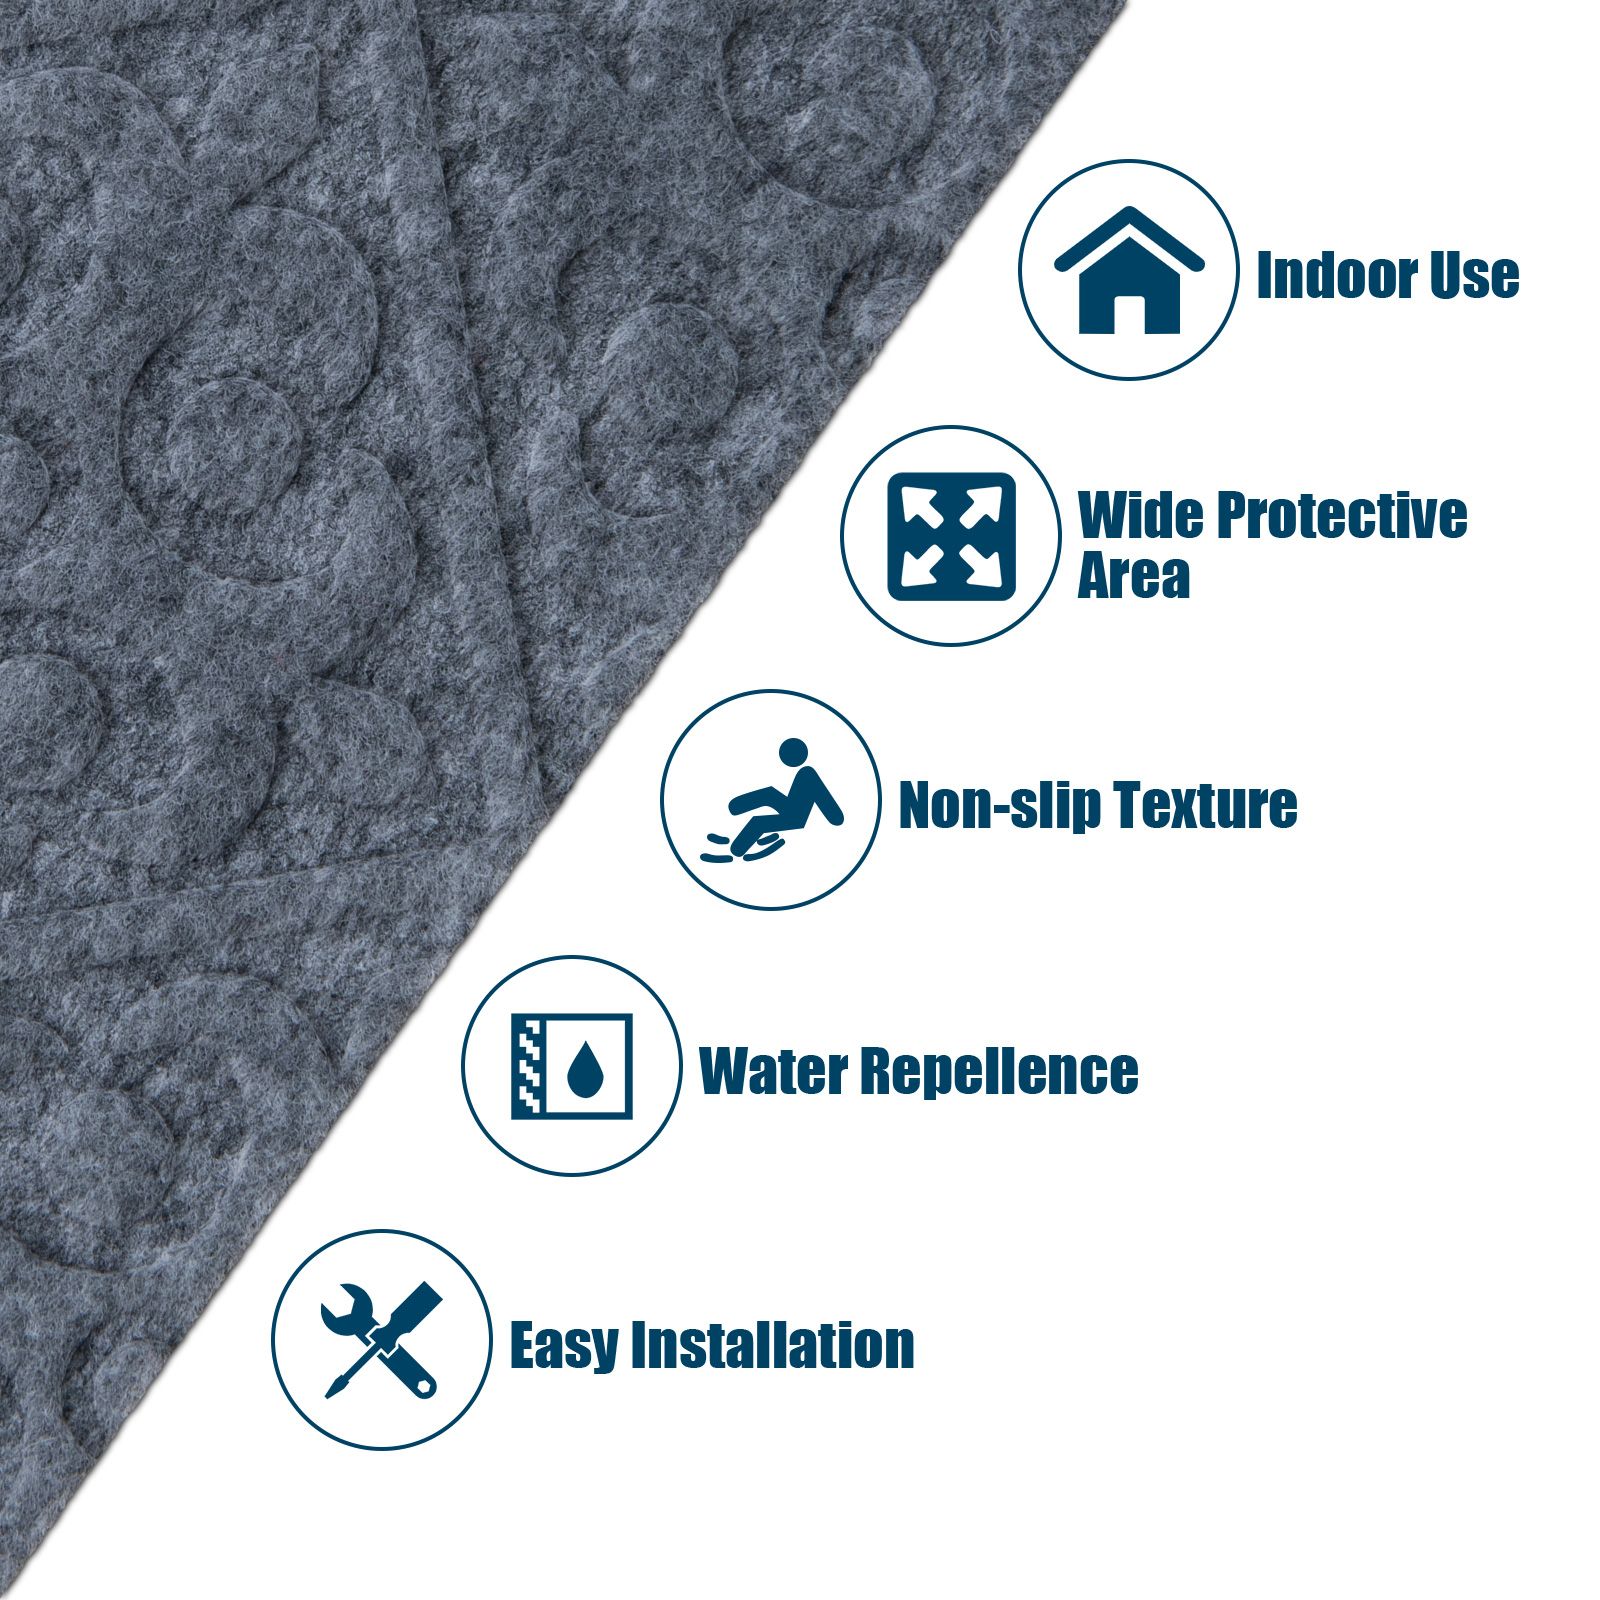 Indoor Use
Wide Protective
Area
Non-slip Texture
Water Repellence
Easy Installation